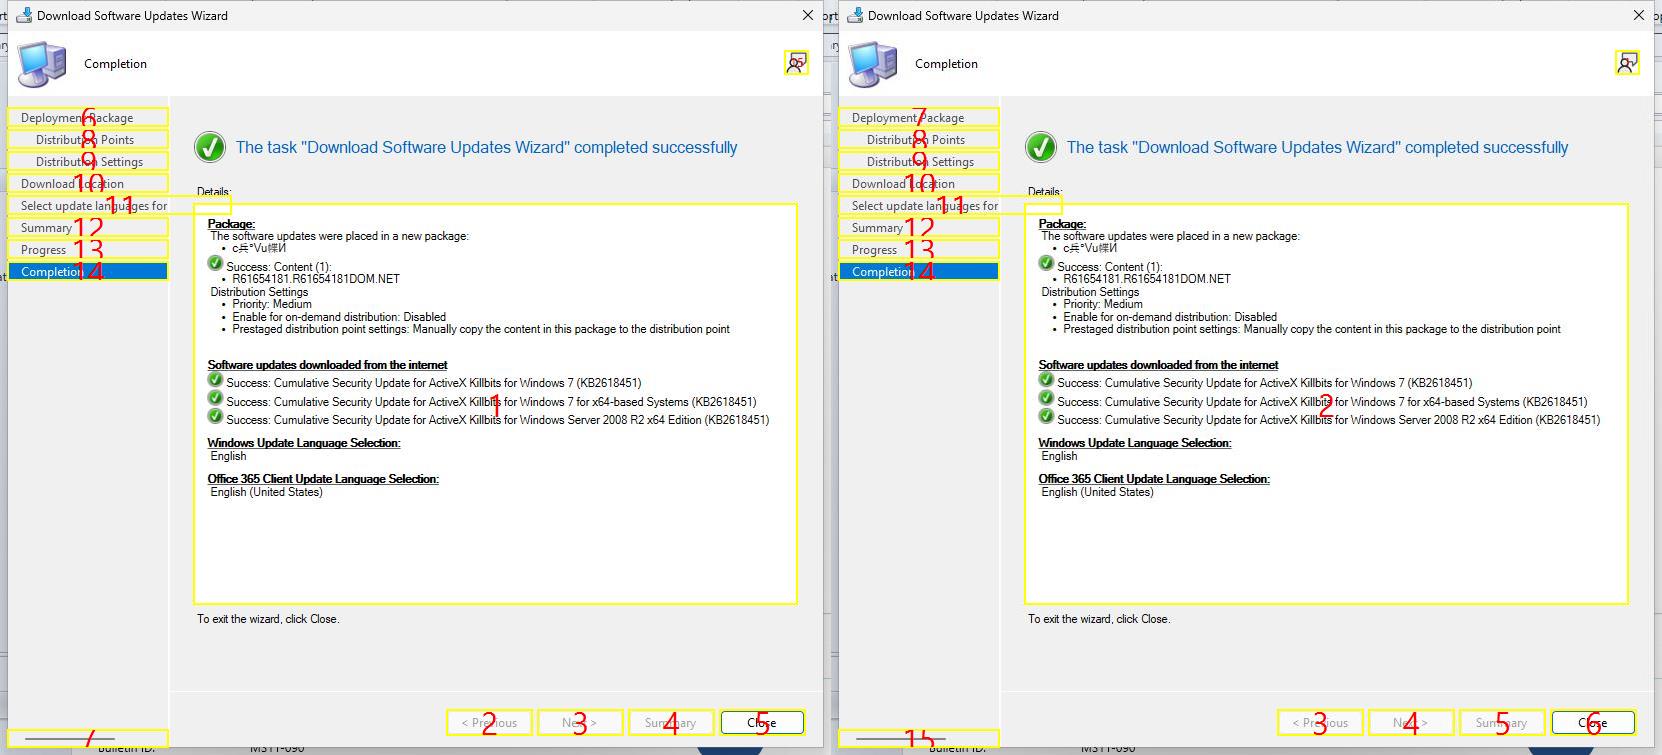 Download Software Updates Wizard
Completion
Deployment Package
Distribution Points
Distribution Settings
Download Location
Select update languages for
Summary
Progress
Completion
The task "Download Software Updates Wizard" completed successfully
Details:
Package:
The software updates were placed in a new package:
Success: Content (1):
R61654181.R61654181DOM.NET
Distribution Settings
Priority: Medium
Enable for on-demand distribution: Disabled
Prestaged distribution point settings: Manually copy the content in this package to the distribution point
Software updates downloaded from the internet
Success: Cumulative Security Update for ActiveX Killbits for Windows 7 (KB2618451)
Success: Cumulative Security Update for ActiveX Killbits for Windows 7 for x64-based Systems (KB2618451)
Success: Cumulative Security Update for ActiveX Killbits for Windows Server 2008 R2 x64 Edition (KB2618451)
Windows Update Language Selection:
English
Office 365 Client Update Language Selection:
English (United States)
To exit the wizard, click Close.
< Previous
Next >
Summary
Close
6
8
9
10
11
12
13
14
1
2
3
4
5
7
Bulletin ID:
MS11-090
Download Software Updates Wizard
Completion
Deployment Package
Distribution Points
Distribution Settings
Download Location
Select update languages for
Summary
Progress
Completion
The task "Download Software Updates Wizard" completed successfully
Details:
Package:
The software updates were placed in a new package:
Success: Content (1):
R61654181.R61654181DOM.NET
Distribution Settings
Priority: Medium
Enable for on-demand distribution: Disabled
Prestaged distribution point settings: Manually copy the content in this package to the distribution point
Software updates downloaded from the internet
Success: Cumulative Security Update for ActiveX Killbits for Windows 7 (KB2618451)
Success: Cumulative Security Update for ActiveX Killbits for Windows 7 for x64-based Systems (KB2618451)
Success: Cumulative Security Update for ActiveX Killbits for Windows Server 2008 R2 x64 Edition (KB2618451)
Windows Update Language Selection:
English
Office 365 Client Update Language Selection:
English (United States)
To exit the wizard, click Close.
< Previous
Next >
Summary
Close
7
8
9
10
11
12
13
14
2
3
4
5
6
15
Bulletin ID:
MS11-090